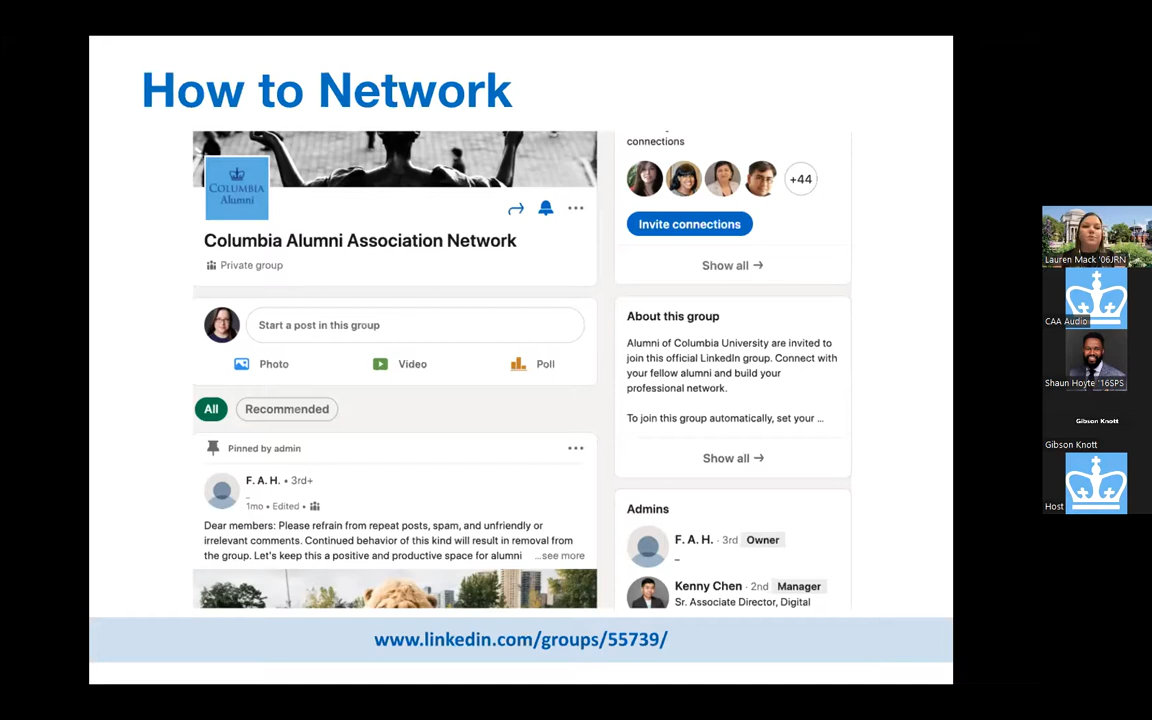 How to Network
COLUMBIA
Alumni
Columbia Alumni Association Network
Private group
Start a post in this group
Photo
Video
Poll
All
Recommended
Pinned by admin
F. A. H. • 3rd+
–
1mo • Edited •
Dear members: Please refrain from repeat posts, spam, and unfriendly or
irrelevant comments. Continued behavior of this kind will result in removal from
the group. Let's keep this a positive and productive space for alumni ...see more
connections
+44
Invite connections
Show all →
About this group
Alumni of Columbia University are invited to
join this official LinkedIn group. Connect with
your fellow alumni and build your
professional network.
To join this group automatically, set your ...
Show all →
Admins
F. A. H. · 3rd Owner
–
Kenny Chen · 2nd Manager
Sr. Associate Director, Digital
www.linkedin.com/groups/55739/
Lauren Mack '06JRN
CAA Audio
Shaun Hoyte '16SPS
Gibson Knott
Gibson Knott
Host